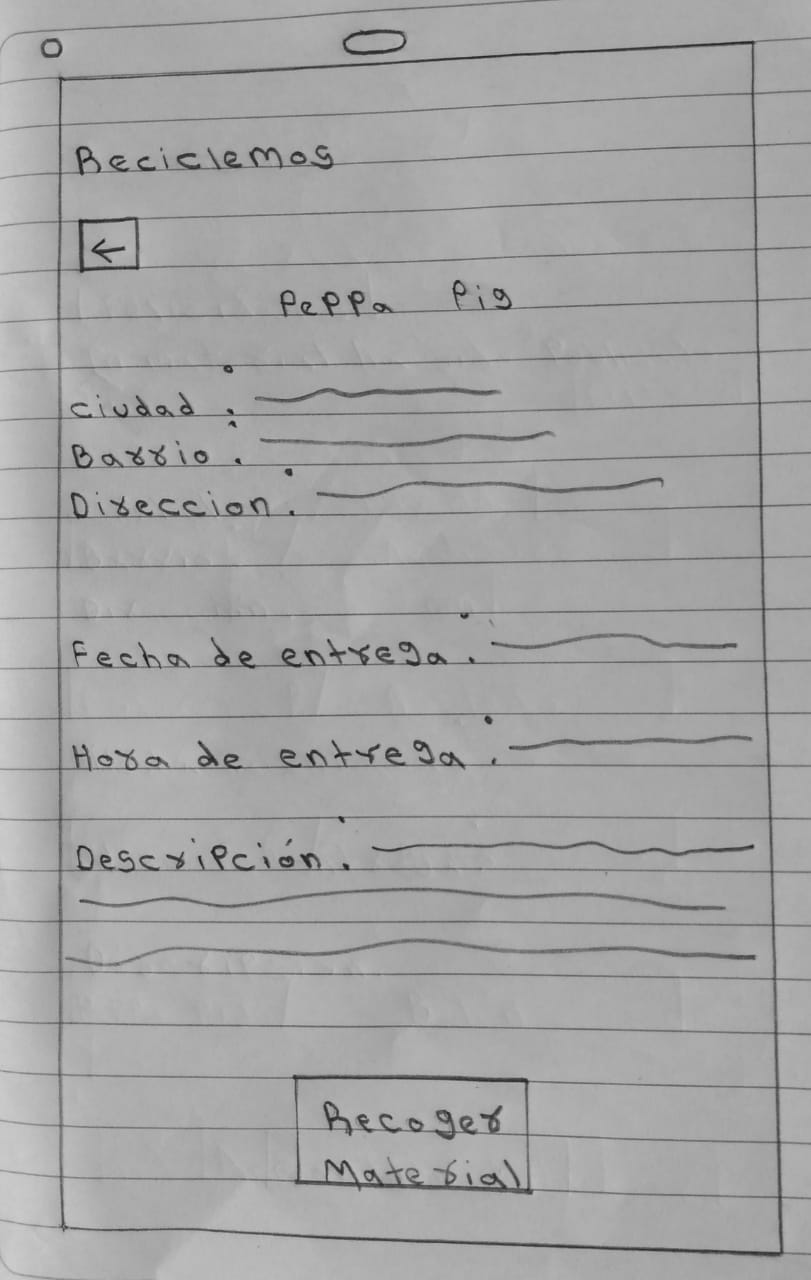 Reciclemos
←
Peppa Pig
Ciudad:
Barrio:
Direccion:
Fecha de entrega:
Hora de entrega:
Descripción:
Recoger
Material